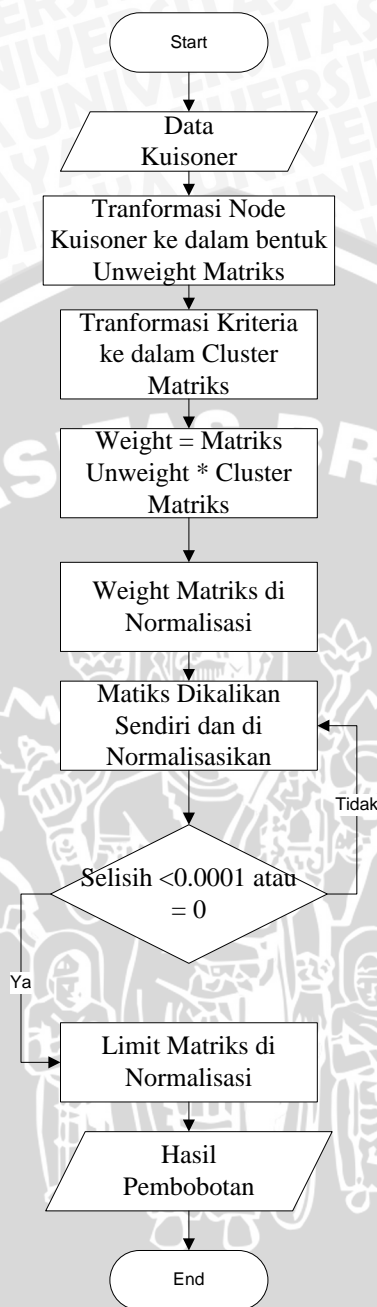 Start
Data
Kuisoner
Tranformasi Node
Kuisoner ke dalam bentuk
Unweight Matriks
Tranformasi Kriteria
ke dalam Cluster
Matriks
Weight = Matriks
Unweight * Cluster
Matriks
Weight Matriks di
Normalisasi
Matiks Dikalikan
Sendiri dan di
Normalisasikan
Tidak
Selisih <0.0001 atau
= 0
Ya
Limit Matriks di
Normalisasi
Hasil
Pembobotan
End